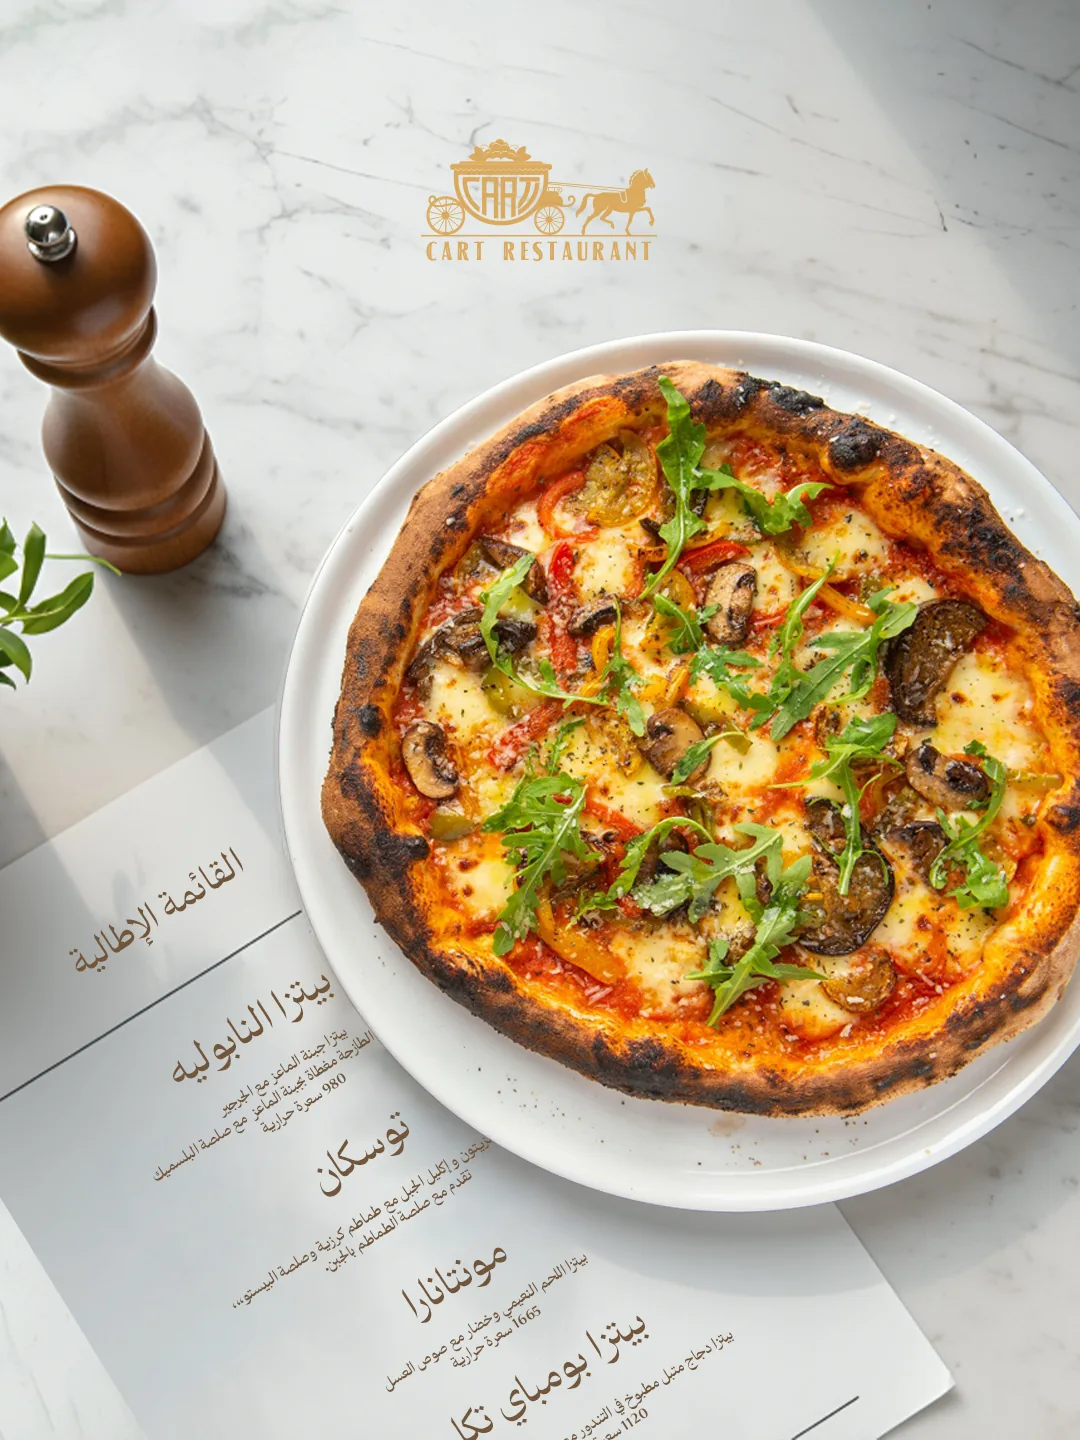 CART
CART RESTAURANT
القائمة الإطالية
بيتزا النابوليه
بيتزا جبنة الماعز مع الجرجير
الطازجة مغطاة بجبنة الماعز مع صلصة البلسميك
980 سعرة حرارية
توسكان
زيتون و إكليل الجبل مع طماطم كرزية وصلصة البيستو،،،
تقدم مع صلصة الطماطم بالجبن.
مونتانارا
بيتزا اللحم النعيمي وخضار مع صوص العسل
1665 سعرة حرارية
بيتزا بومباي تكا
بيتزا دجاج متبل مطبوخ في التندور مع
1120